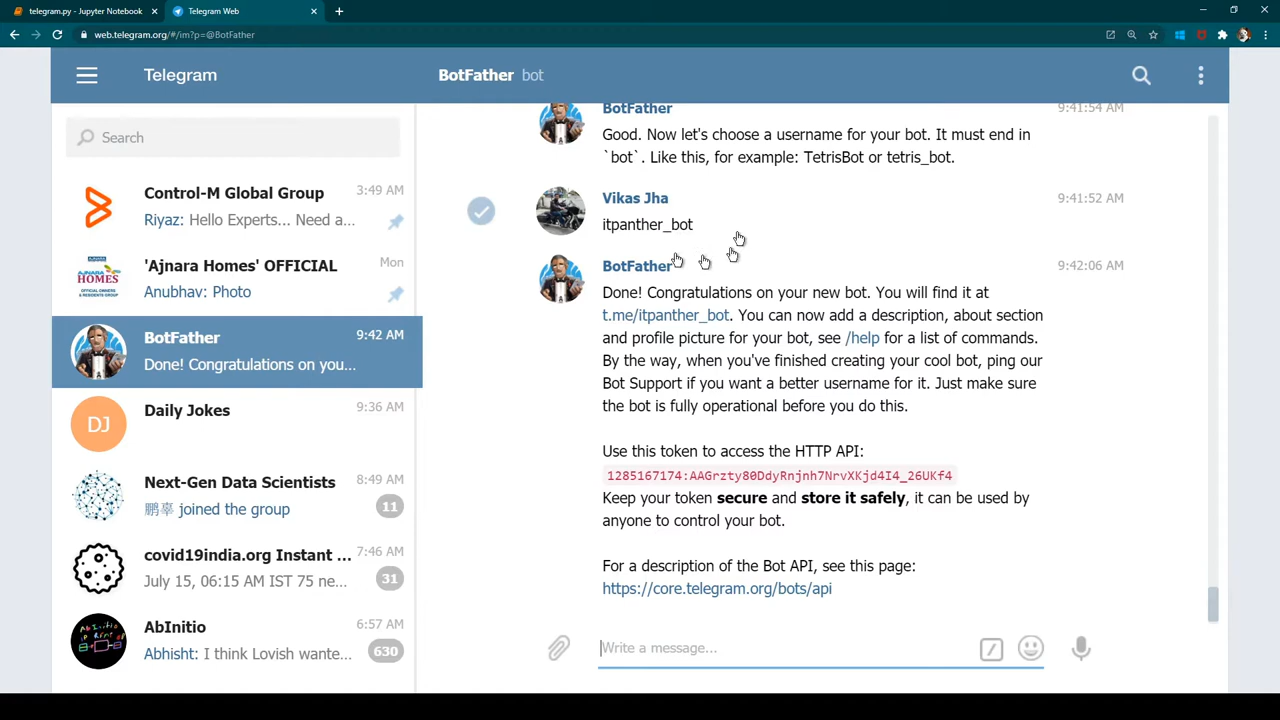 telegram.py - Jupyter Notebook
Telegram Web
web.telegram.org/#/im?p=@BotFather
Telegram
BotFather bot
Search
Control-M Global Group 3:49 AM
Riyaz: Hello Experts... Need a...
'Ajnara Homes' OFFICIAL Mon
Anubhav: Photo
BotFather 9:42 AM
Done! Congratulations on you...
DJ
Daily Jokes 9:36 AM
Next-Gen Data Scientists 8:49 AM
鹏辜 joined the group 11
covid19india.org Instant ... 7:46 AM
July 15, 06:15 AM IST 75 ne... 31
AbInitio 6:57 AM
Abhisht: I think Lovish wante... 630
BotFather 9:41:54 AM
Good. Now let's choose a username for your bot. It must end in
`bot`. Like this, for example: TetrisBot or tetris_bot.
Vikas Jha 9:41:52 AM
itpanther_bot
BotFather 9:42:06 AM
Done! Congratulations on your new bot. You will find it at
t.me/itpanther_bot. You can now add a description, about section
and profile picture for your bot, see /help for a list of commands.
By the way, when you've finished creating your cool bot, ping our
Bot Support if you want a better username for it. Just make sure
the bot is fully operational before you do this.
Use this token to access the HTTP API:
1285167174:AAGrzty80DdyRnjnh7NrvXKjd4I4_26UKf4
Keep your token secure and store it safely, it can be used by
anyone to control your bot.
For a description of the Bot API, see this page:
https://core.telegram.org/bots/api
Write a message...